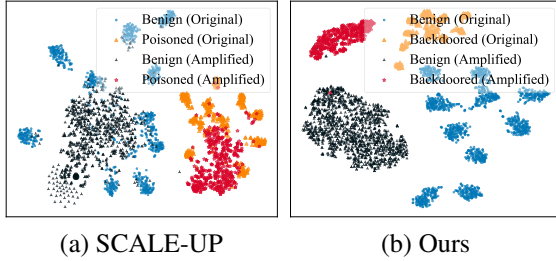 Benign (Original)
Poisoned (Original)
Benign (Amplified)
Poisoned (Amplified)
Benign (Original)
Backdoored (Original)
Benign (Amplified)
Backdoored (Amplified)
(a) SCALE-UP
(b) Ours